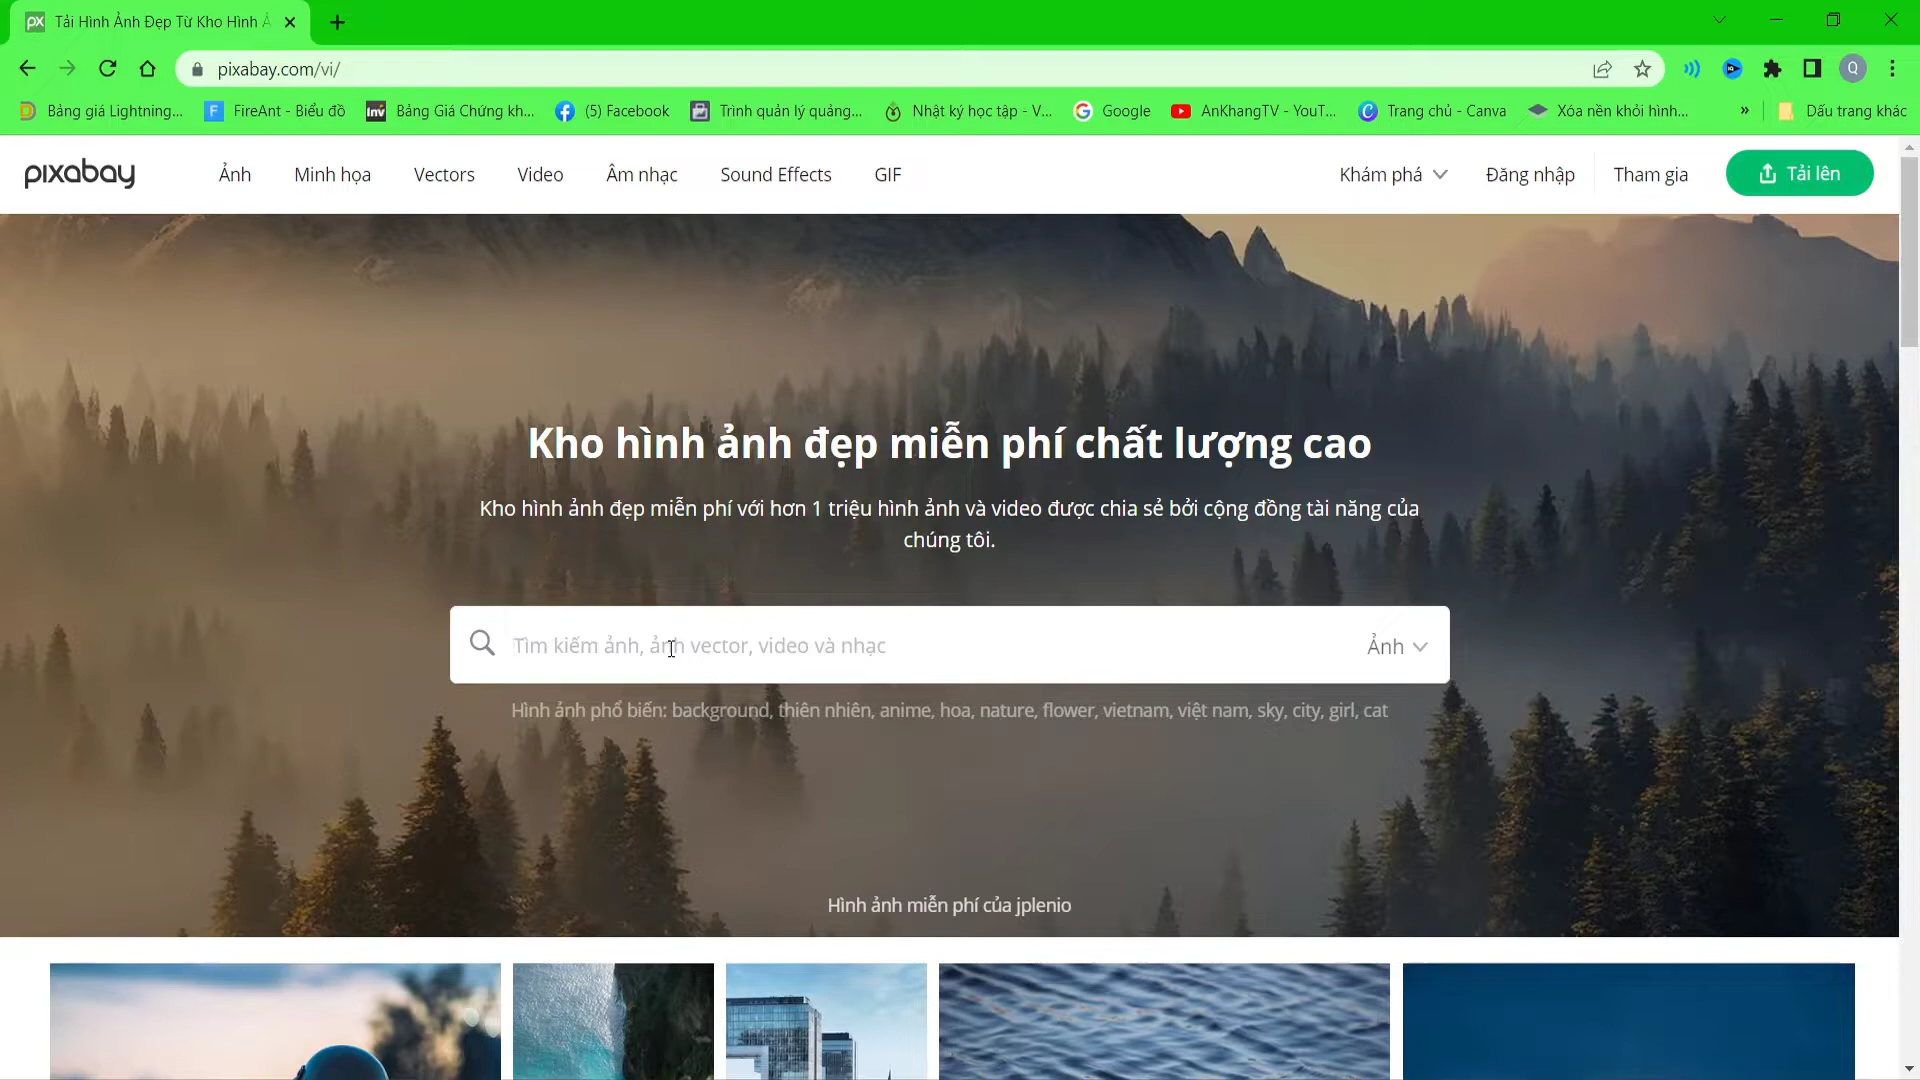 px Tải Hình Ảnh Đẹp Từ Kho Hình Ả
pixabay.com/vi/
Q
Bảng giá Lightning... F FireAnt - Biểu đồ Inv Bảng Giá Chứng kh... (5) Facebook Trình quản lý quảng... Nhật ký học tập - V... Google AnKhangTV - YouT... Trang chủ - Canva Xóa nền khỏi hình... » Dấu trang khác
pixabay Ảnh Minh họa Vectors Video Âm nhạc Sound Effects GIF Khám phá Đăng nhập Tham gia Tải lên
Kho hình ảnh đẹp miễn phí chất lượng cao
Kho hình ảnh đẹp miễn phí với hơn 1 triệu hình ảnh và video được chia sẻ bởi cộng đồng tài năng của
chúng tôi.
Tìm kiếm ảnh, ảnh vector, video và nhạc Ảnh
Hình ảnh phổ biến: background, thiên nhiên, anime, hoa, nature, flower, vietnam, việt nam, sky, city, girl, cat
Hình ảnh miễn phí của jplenio